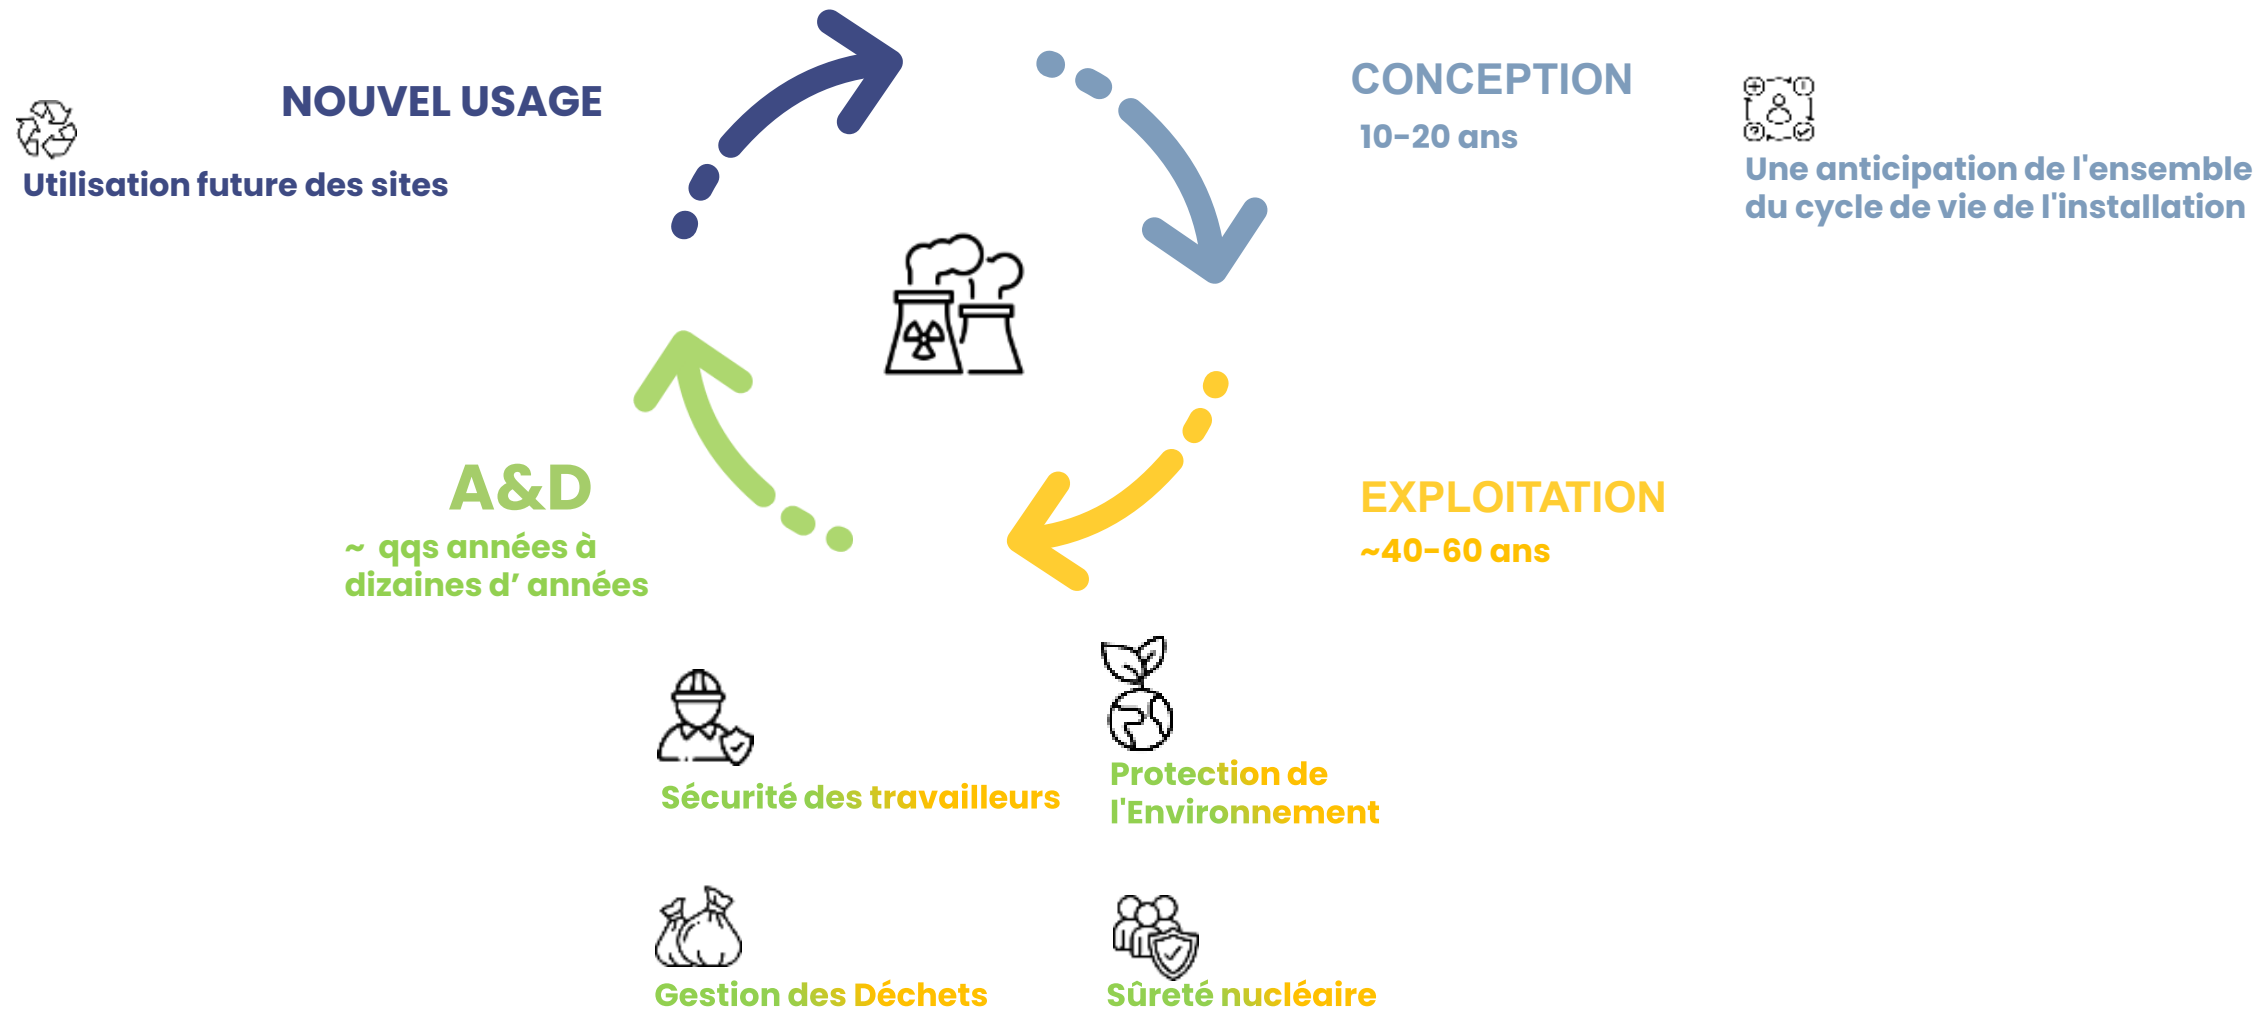 NOUVEL USAGE
Utilisation future des sites
CONCEPTION
10-20 ans
Une anticipation de l'ensemble
du cycle de vie de l'installation
A&D
~ qqs années à
dizaines d’ années
EXPLOITATION
~40-60 ans
Sécurité des travailleurs
Protection de
l'Environnement
Gestion des Déchets
Sûreté nucléaire